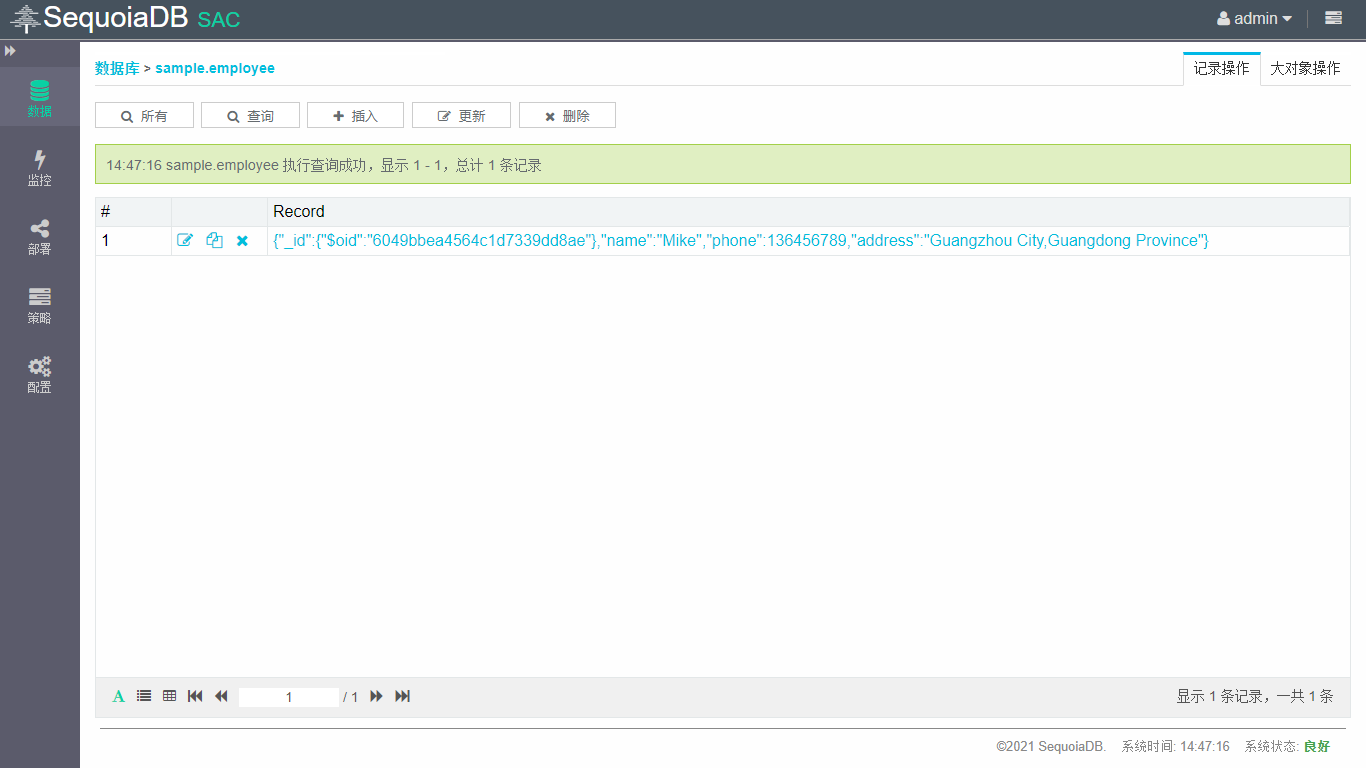 SequoiaDB SAC
admin
数据
监控
部署
策略
配置
数据库 > sample.employee
记录操作 大对象操作
所有 查询 插入 更新 删除
14:47:16 sample.employee 执行查询成功，显示 1 - 1，总计 1 条记录
# Record
1 {"_id":{"$oid":"6049bbea4564c1d7339dd8ae"},"name":"Mike","phone":136456789,"address":"Guangzhou City,Guangdong Province"}
A 1 / 1 显示 1 条记录，一共 1 条
©2021 SequoiaDB. 系统时间: 14:47:16 系统状态: 良好